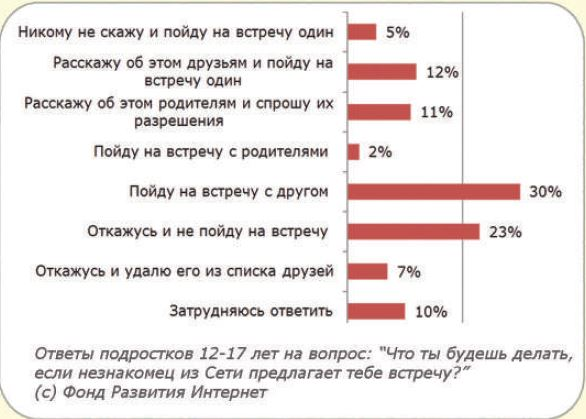 Никому не скажу и пойду на встречу один 5%
Расскажу об этом друзьям и пойду на
встречу один 12%
Расскажу об этом родителям и спрошу их
разрешения 11%
Пойду на встречу с родителями 2%
Пойду на встречу с другом 30%
Откажусь и не пойду на встречу 23%
Откажусь и удалю его из списка друзей 7%
Затрудняюсь ответить 10%
Ответы подростков 12-17 лет на вопрос: “Что ты будешь делать,
если незнакомец из Сети предлагает тебе встречу?”
(с) Фонд Развития Интернет